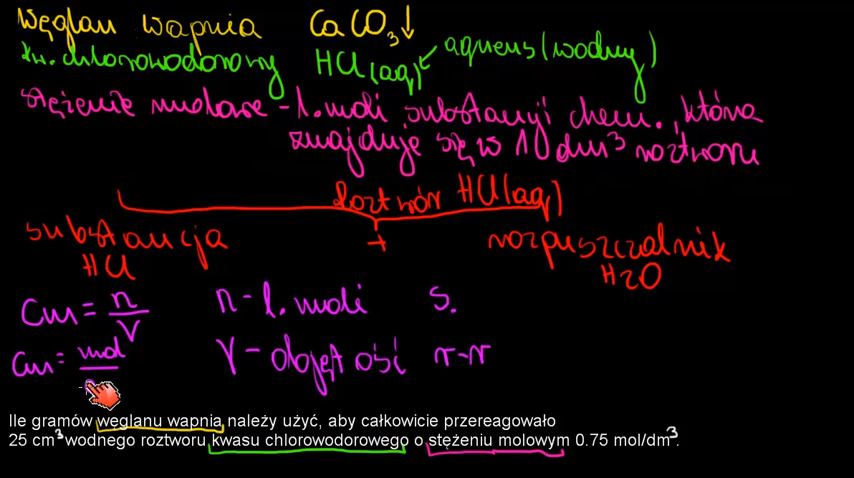 Węglan wapnia CaCO3↓
kw. chlorowodorowy HCl(aq) aqueus (wodny)
stężenie molowe - l. moli substancji chem., która
znajduje się w 1 dm3 roztworu
Roztwór HCl(aq)
substancja + rozpuszczalnik
HCl H2O
Cm = n/V n - l. moli s.
Cm = mol V - objętość r-r
Ile gramów węglanu wapnia należy użyć, aby całkowicie przereagowało
25 cm3 wodnego roztworu kwasu chlorowodorowego o stężeniu molowym 0.75 mol/dm3.